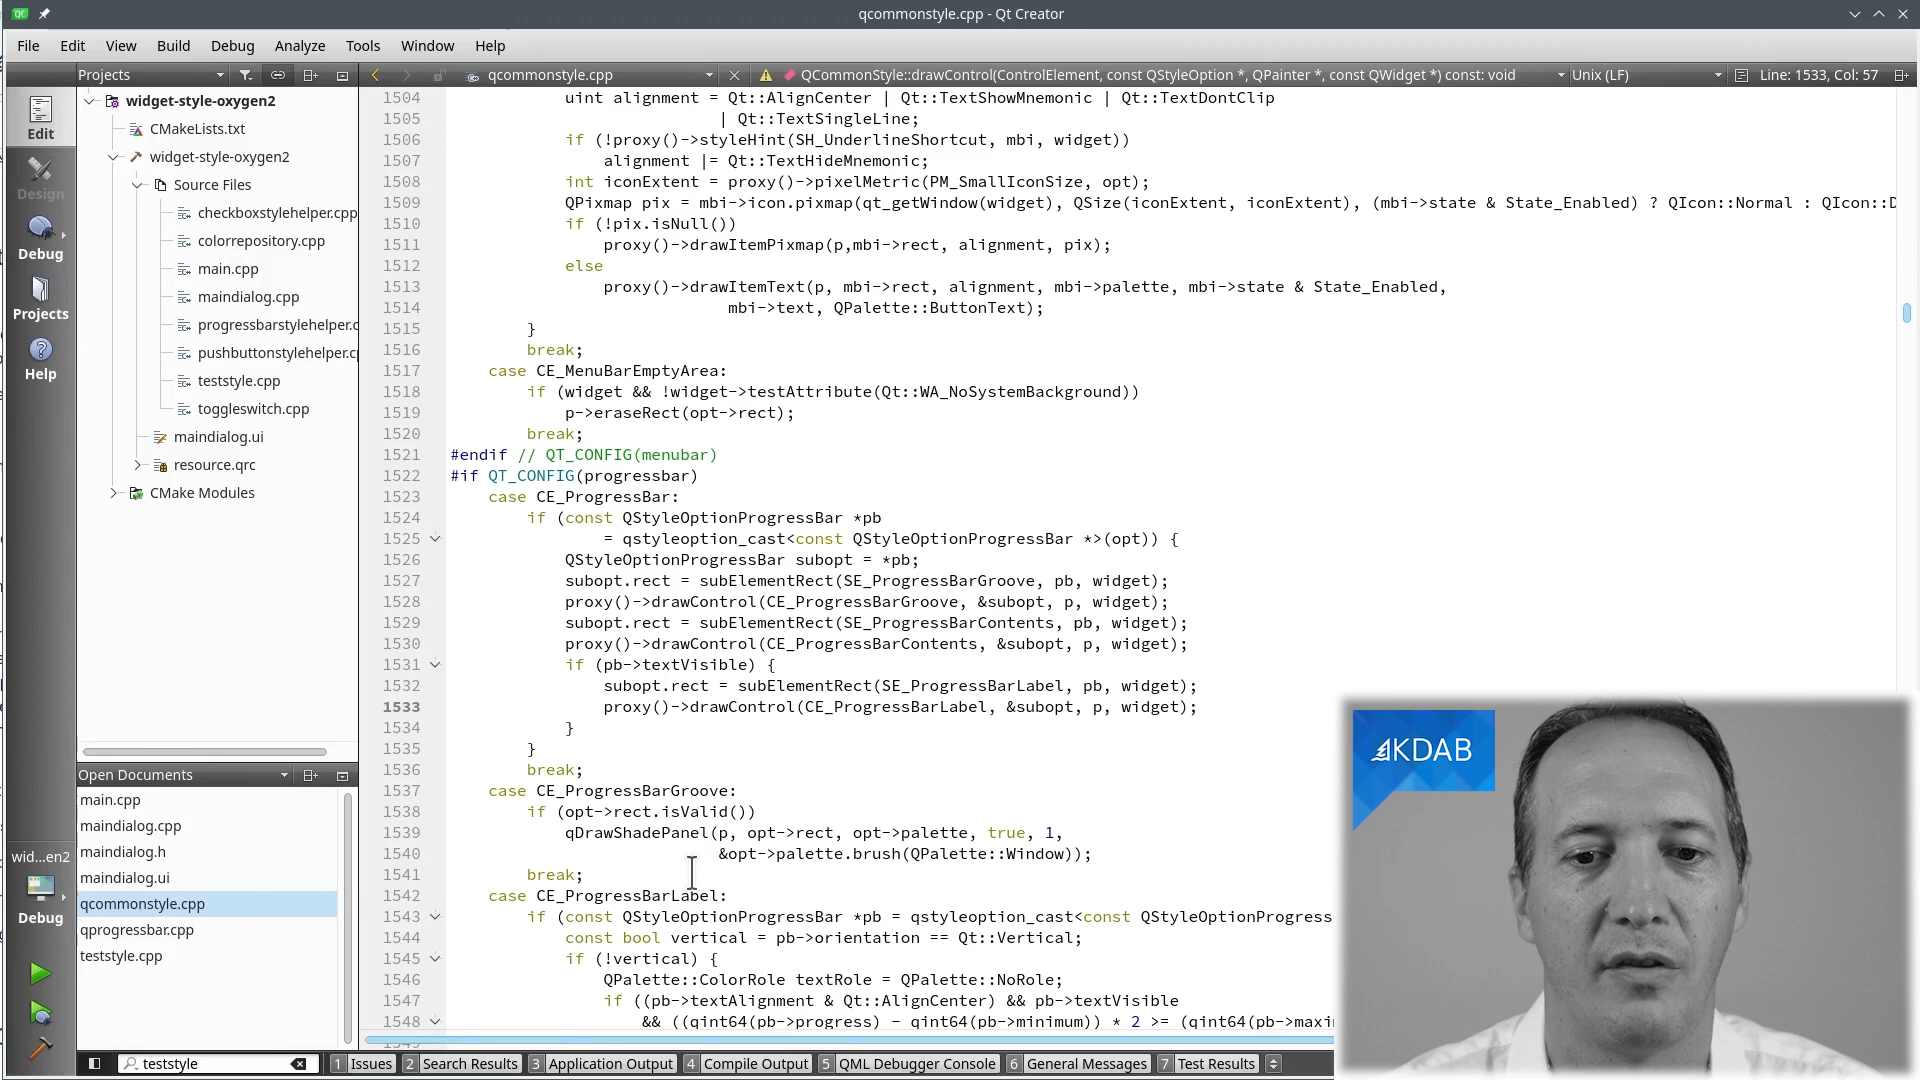 qcommonstyle.cpp - Qt Creator
File Edit View Build Debug Analyze Tools Window Help
Projects
qcommonstyle.cpp
QCommonStyle::drawControl(ControlElement, const QStyleOption *, QPainter *, const QWidget *) const: void
Unix (LF)
Line: 1533, Col: 57
Edit
Design
Debug
Projects
Help
widget-style-oxygen2
CMakeLists.txt
widget-style-oxygen2
Source Files
checkboxstylehelper.cpp
colorrepository.cpp
main.cpp
maindialog.cpp
progressbarstylehelper.c
pushbuttonstylehelper.cp
teststyle.cpp
toggleswitch.cpp
maindialog.ui
resource.qrc
CMake Modules
Open Documents
main.cpp
maindialog.cpp
maindialog.h
maindialog.ui
qcommonstyle.cpp
qprogressbar.cpp
teststyle.cpp
wid...en2
Debug
1504 uint alignment = Qt::AlignCenter | Qt::TextShowMnemonic | Qt::TextDontClip
1505 | Qt::TextSingleLine;
1506 if (!proxy()->styleHint(SH_UnderlineShortcut, mbi, widget))
1507 alignment |= Qt::TextHideMnemonic;
1508 int iconExtent = proxy()->pixelMetric(PM_SmallIconSize, opt);
1509 QPixmap pix = mbi->icon.pixmap(qt_getWindow(widget), QSize(iconExtent, iconExtent), (mbi->state & State_Enabled) ? QIcon::Normal : QIcon::D
1510 if (!pix.isNull())
1511 proxy()->drawItemPixmap(p,mbi->rect, alignment, pix);
1512 else
1513 proxy()->drawItemText(p, mbi->rect, alignment, mbi->palette, mbi->state & State_Enabled,
1514 mbi->text, QPalette::ButtonText);
1515 }
1516 break;
1517 case CE_MenuBarEmptyArea:
1518 if (widget && !widget->testAttribute(Qt::WA_NoSystemBackground))
1519 p->eraseRect(opt->rect);
1520 break;
1521 #endif // QT_CONFIG(menubar)
1522 #if QT_CONFIG(progressbar)
1523 case CE_ProgressBar:
1524 if (const QStyleOptionProgressBar *pb
1525 = qstyleoption_cast<const QStyleOptionProgressBar *>(opt)) {
1526 QStyleOptionProgressBar subopt = *pb;
1527 subopt.rect = subElementRect(SE_ProgressBarGroove, pb, widget);
1528 proxy()->drawControl(CE_ProgressBarGroove, &subopt, p, widget);
1529 subopt.rect = subElementRect(SE_ProgressBarContents, pb, widget);
1530 proxy()->drawControl(CE_ProgressBarContents, &subopt, p, widget);
1531 if (pb->textVisible) {
1532 subopt.rect = subElementRect(SE_ProgressBarLabel, pb, widget);
1533 proxy()->drawControl(CE_ProgressBarLabel, &subopt, p, widget);
1534 }
1535 }
1536 break;
1537 case CE_ProgressBarGroove:
1538 if (opt->rect.isValid())
1539 qDrawShadePanel(p, opt->rect, opt->palette, true, 1,
1540 &opt->palette.brush(QPalette::Window));
1541 break;
1542 case CE_ProgressBarLabel:
1543 if (const QStyleOptionProgressBar *pb = qstyleoption_cast<const QStyleOptionProgress
1544 const bool vertical = pb->orientation == Qt::Vertical;
1545 if (!vertical) {
1546 QPalette::ColorRole textRole = QPalette::NoRole;
1547 if ((pb->textAlignment & Qt::AlignCenter) && pb->textVisible
1548 && ((qint64(pb->progress) - qint64(pb->minimum)) * 2 >= (qint64(pb->maxi
KDAB
teststyle
1 Issues 2 Search Results 3 Application Output 4 Compile Output 5 QML Debugger Console 6 General Messages 7 Test Results